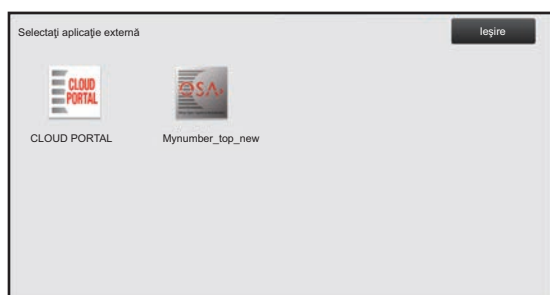 Selectaţi aplicaţie externă
Ieşire
CLOUD
PORTAL
OSA
CLOUD PORTAL
Mynumber_top_new